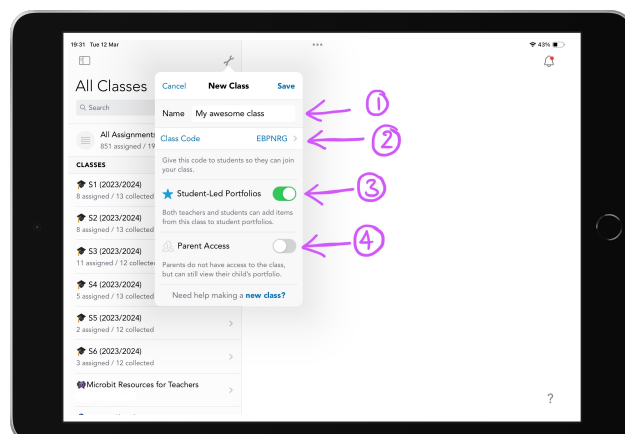 19:31 Tue 12 Mar
43%
All Classes
Search
All Assignments
851 assigned / 19
CLASSES
S1 (2023/2024)
8 assigned / 13 collected
S2 (2023/2024)
8 assigned / 13 collected
S3 (2023/2024)
11 assigned / 12 collected
S4 (2023/2024)
5 assigned / 13 collected
S5 (2023/2024)
2 assigned / 12 collected
S6 (2023/2024)
3 assigned / 12 collected
Microbit Resources for Teachers
Cancel New Class Save
Name My awesome class
Class Code EBPNRG
Give this code to students so they can join
your class.
Student-Led Portfolios
Both teachers and students can add items
from this class to student portfolios.
Parent Access
Parents do not have access to the class,
but can still view their child's portfolio.
Need help making a new class?
1
2
3
4
?